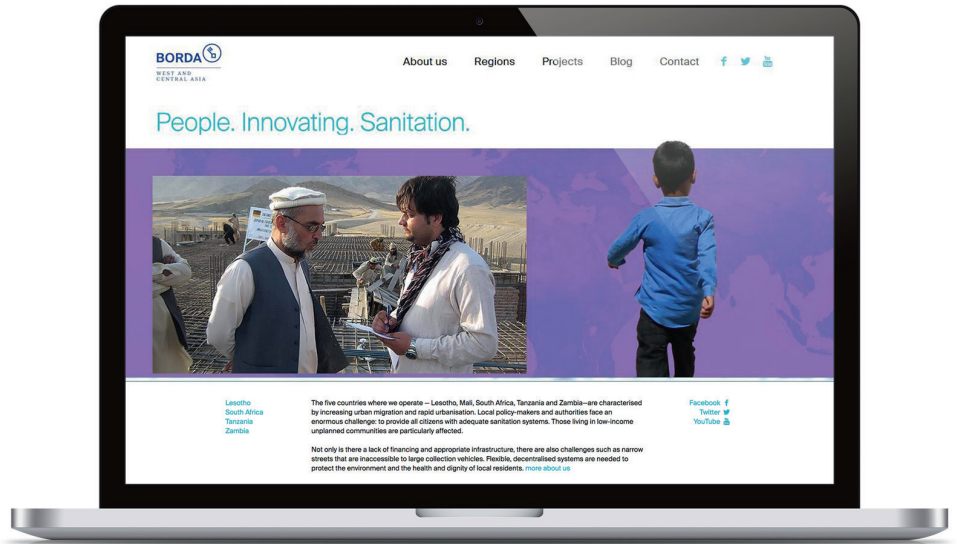 BORDA
WEST AND
CENTRAL ASIA
About us Regions Projects Blog Contact
People. Innovating. Sanitation.
Lesotho
South Africa
Tanzania
Zambia
The five countries where we operate — Lesotho, Mali, South Africa, Tanzania and Zambia—are characterised
by increasing urban migration and rapid urbanisation. Local policy-makers and authorities face an
enormous challenge: to provide all citizens with adequate sanitation systems. Those living in low-income
unplanned communities are particularly affected.
Not only is there a lack of financing and appropriate infrastructure, there are also challenges such as narrow
streets that are inaccessible to large collection vehicles. Flexible, decentralised systems are needed to
protect the environment and the health and dignity of local residents. more about us
Facebook
Twitter
YouTube